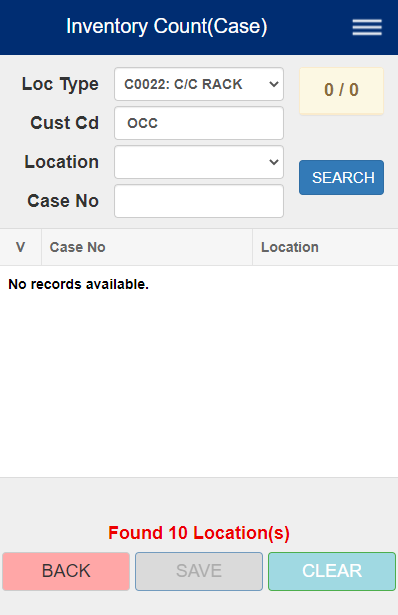 Inventory Count(Case)
Loc Type C0022: C/C RACK 0 / 0
Cust Cd OCC
Location SEARCH
Case No
V Case No Location
No records available.
Found 10 Location(s)
BACK SAVE CLEAR